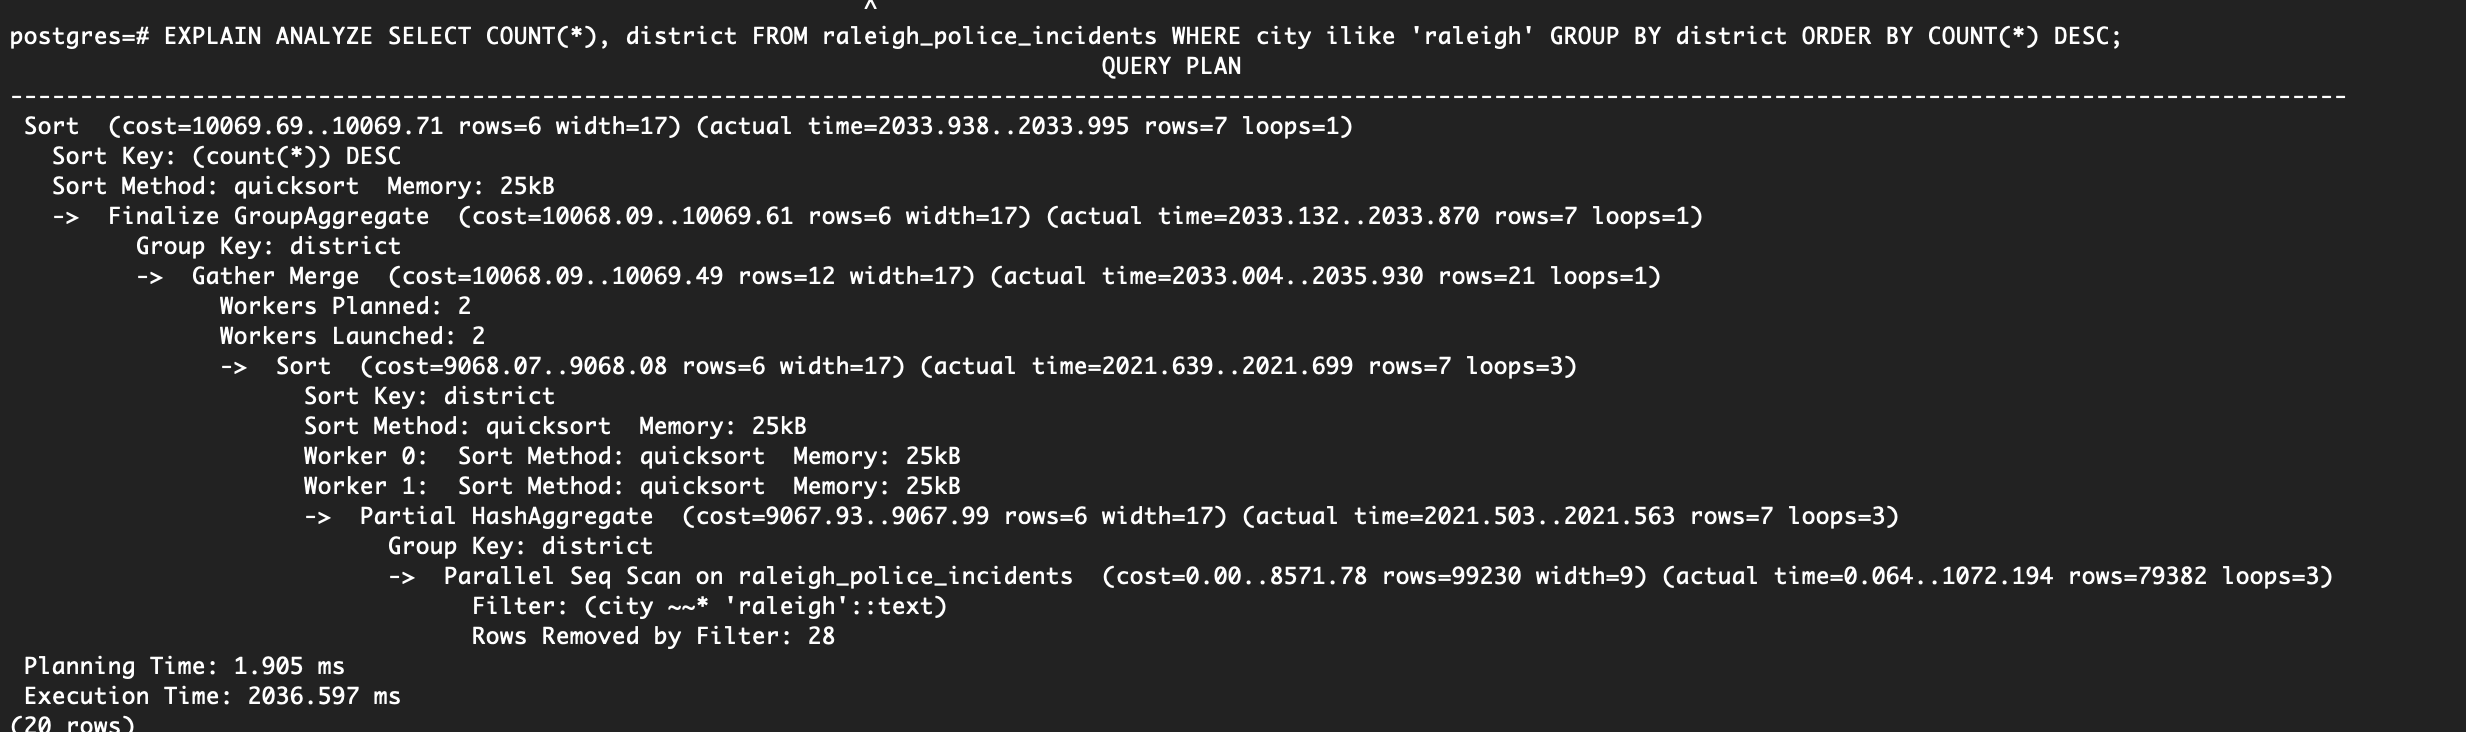 ^
postgres=# EXPLAIN ANALYZE SELECT COUNT(*), district FROM raleigh_police_incidents WHERE city ilike 'raleigh' GROUP BY district ORDER BY COUNT(*) DESC;
QUERY PLAN
-----------------------------------------------------------------------------------------------------------------------------------------------------------------------
Sort  (cost=10069.69..10069.71 rows=6 width=17) (actual time=2033.938..2033.995 rows=7 loops=1)
  Sort Key: (count(*)) DESC
  Sort Method: quicksort  Memory: 25kB
  ->  Finalize GroupAggregate  (cost=10068.09..10069.61 rows=6 width=17) (actual time=2033.132..2033.870 rows=7 loops=1)
        Group Key: district
        ->  Gather Merge  (cost=10068.09..10069.49 rows=12 width=17) (actual time=2033.004..2035.930 rows=21 loops=1)
              Workers Planned: 2
              Workers Launched: 2
              ->  Sort  (cost=9068.07..9068.08 rows=6 width=17) (actual time=2021.639..2021.699 rows=7 loops=3)
                    Sort Key: district
                    Sort Method: quicksort  Memory: 25kB
                    Worker 0:  Sort Method: quicksort  Memory: 25kB
                    Worker 1:  Sort Method: quicksort  Memory: 25kB
                    ->  Partial HashAggregate  (cost=9067.93..9067.99 rows=6 width=17) (actual time=2021.503..2021.563 rows=7 loops=3)
                          Group Key: district
                          ->  Parallel Seq Scan on raleigh_police_incidents  (cost=0.00..8571.78 rows=99230 width=9) (actual time=0.064..1072.194 rows=79382 loops=3)
                                Filter: (city ~~* 'raleigh'::text)
                                Rows Removed by Filter: 28
Planning Time: 1.905 ms
Execution Time: 2036.597 ms
(20 rows)